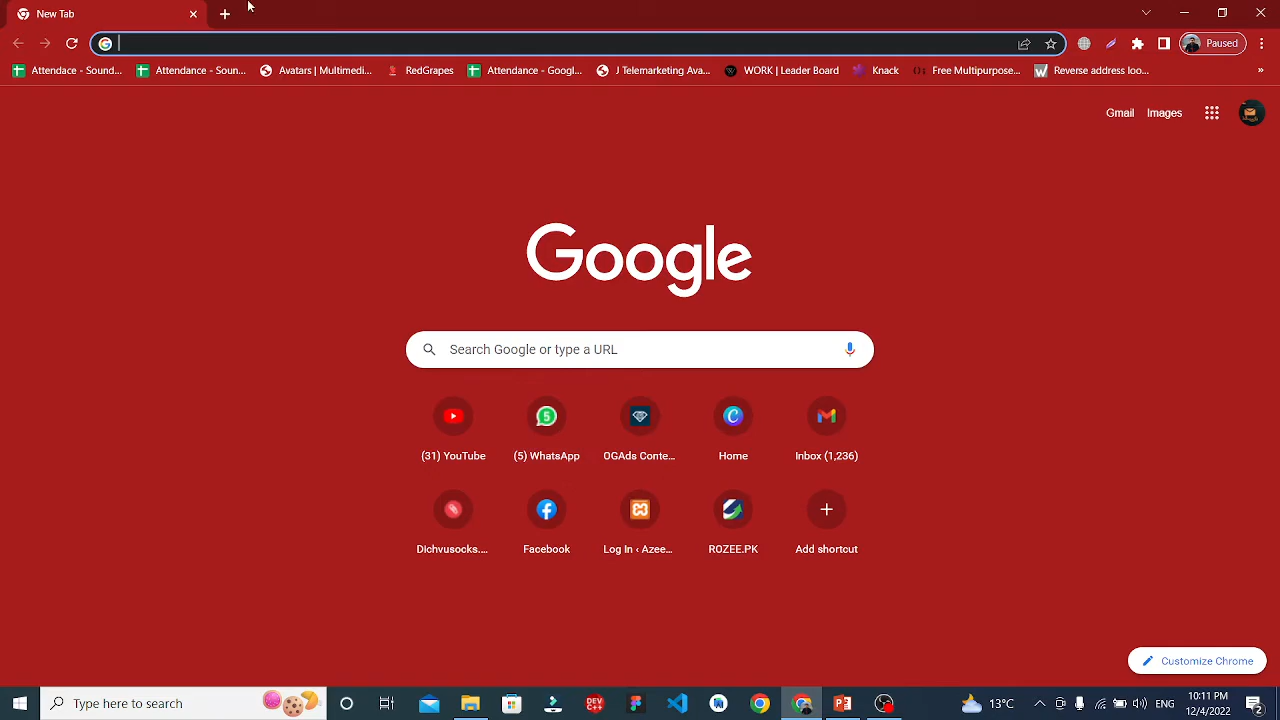 New Tab
Paused
Attendance - Sound...
Attendance - Soun...
Avatars | Multimedi...
RedGrapes
Attendance - Googl...
J Telemarketing Ava...
WORK | Leader Board
Knack
Free Multipurpose...
Reverse address loo...
»
Gmail
Images
Google
Search Google or type a URL
(31) YouTube
(5) WhatsApp
OGAds Conte...
Home
Inbox (1,236)
Dichvusocks....
Facebook
Log In ‹ Azee...
ROZEE.PK
Add shortcut
Customize Chrome
Type here to search
DEV C++
13°C
10:11 PM
12/4/2022
2